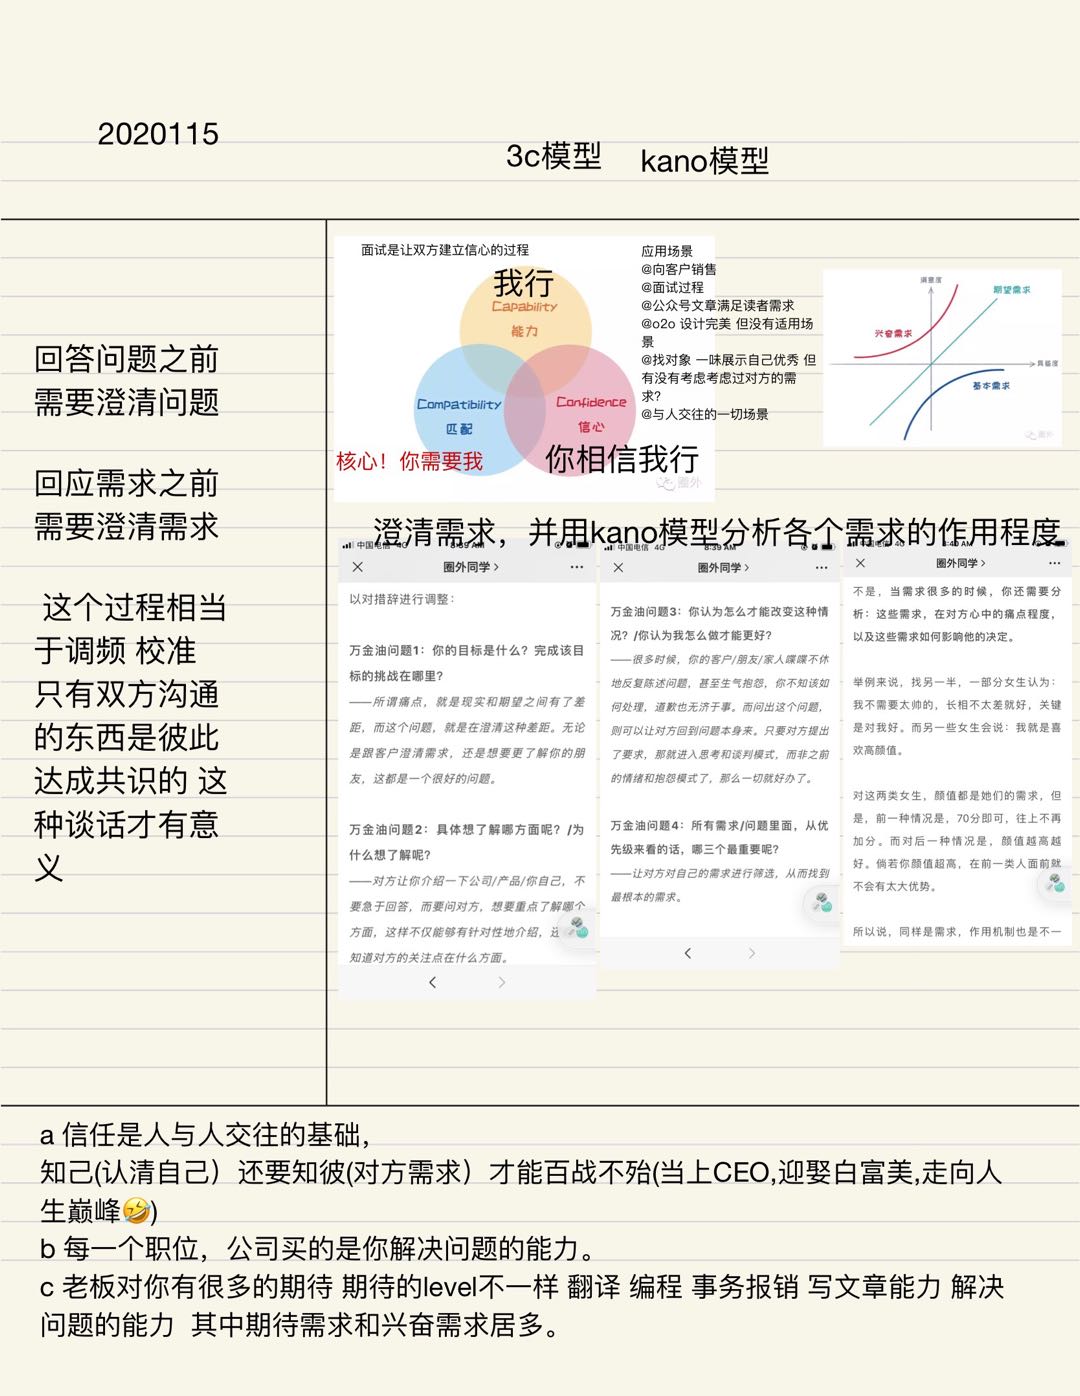 2020115
3c模型
kano模型
回答问题之前
需要澄清问题
回应需求之前
需要澄清需求
这个过程相当
于调频 校准
只有双方沟通
的东西是彼此
达成共识的 这
种谈话才有意
义
面试是让双方建立信心的过程
我行
Capability
能力
Compatibility
匹配
Confidence
信心
核心！你需要我
你相信我行
圈外
应用场景
@向客户销售
@面试过程
@公众号文章满足读者需求
@o2o 设计完美 但没有适用场
景
@找对象 一味展示自己优秀 但
有没有考虑考虑过对方的需
求?
@与人交往的一切场景
满意度
期望需求
兴奋需求
具备度
基本需求
圈外
澄清需求，并用kano模型分析各个需求的作用程度
中国电信 4G 8:39 AM
圈外同学
以对措辞进行调整：
万金油问题1：你的目标是什么？完成该目
标的挑战在哪里？
——所谓痛点，就是现实和期望之间有了差
距，而这个问题，就是在澄清这种差距。无论
是跟客户澄清需求，还是想要更了解你的朋
友，这都是一个很好的问题。
万金油问题2：具体想了解哪方面呢？/为
什么想了解呢？
——对方让你介绍一下公司/产品/你自己，不
要急于回答，而要问对方，想要重点了解哪个
方面，这样不仅能够有针对性地介绍，还
知道对方的关注点在什么方面。
中国电信 4G 8:39 AM
圈外同学
万金油问题3：你认为怎么才能改变这种情
况？/你认为我怎么做才能更好？
——很多时候，你的客户/朋友/家人喋喋不休
地反复陈述问题，甚至生气抱怨，你不知该如
何处理，道歉也无济于事。而问出这个问题，
则可以让对方回到问题本身来。只要对方提出
了要求，那就进入思考和谈判模式，而非之前
的情绪和抱怨模式了，那么一切就好办了。
万金油问题4：所有需求/问题里面，从优
先级来看的话，哪三个最重要呢？
——让对方对自己的需求进行筛选，从而找到
最根本的需求。
中国电信 4G 8:40 AM
圈外同学
不是，当需求很多的时候，你还需要分
析：这些需求，在对方心中的痛点程度，
以及这些需求如何影响他的决定。
举例来说，找另一半，一部分女生认为：
我不需要太帅的，长相不太差就好，关键
是对我好。而另一些女生会说：我就是喜
欢高颜值。
对这两类女生，颜值都是她们的需求，但
是，前一种情况是，70分即可，往上不再
加分。而对后一种情况是，颜值越高越
好。倘若你颜值超高，在前一类人面前就
不会有太大优势。
所以说，同样是需求，作用机制也是不一
a 信任是人与人交往的基础，
知己(认清自己）还要知彼(对方需求）才能百战不殆(当上CEO,迎娶白富美,走向人
生巅峰🤣)
b 每一个职位，公司买的是你解决问题的能力。
c 老板对你有很多的期待 期待的level不一样 翻译 编程 事务报销 写文章能力 解决
问题的能力 其中期待需求和兴奋需求居多。